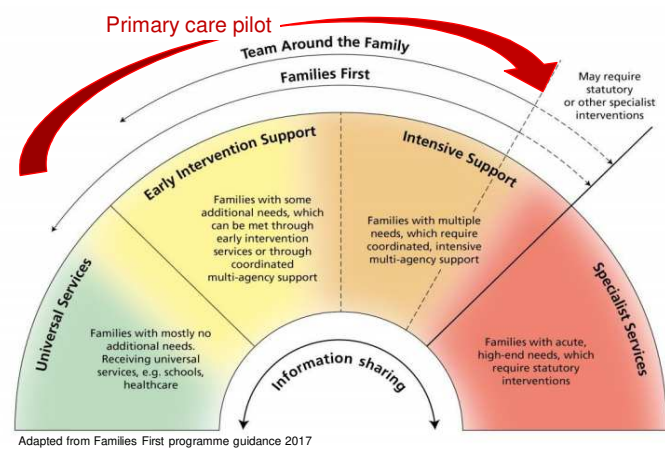 Primary care pilot
Team Around the Family
Families First
May require
statutory
or other specialist
interventions
Early Intervention Support
Intensive Support
Families with some
additional needs, which
can be met through
early intervention
services or through
coordinated
multi-agency support
Families with multiple
needs, which require
coordinated, intensive
multi-agency support
Universal Services
Specialist Services
Families with mostly no
additional needs.
Receiving universal
services, e.g. schools,
healthcare
Families with acute,
high-end needs, which
require statutory
interventions
Information sharing
Adapted from Families First programme guidance 2017